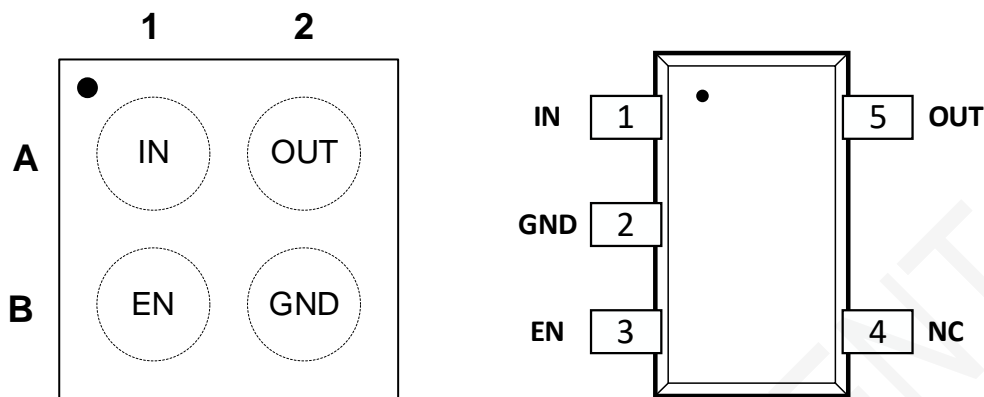 1 2
A IN OUT
B EN GND
IN 1 5 OUT
GND 2
EN 3 4 NC